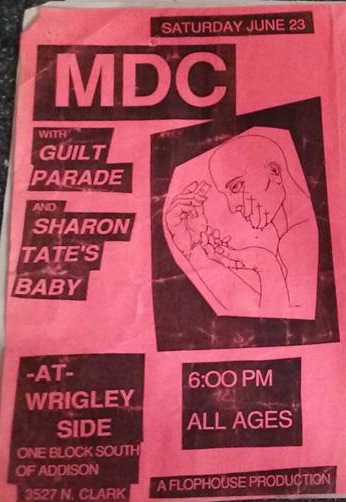 SATURDAY JUNE 23
MDC
WITH
GUILT
PARADE
AND
SHARON
TATE'S
BABY
-AT-
WRIGLEY
SIDE
ONE BLOCK SOUTH
OF ADDISON
3527 N. CLARK
6:00 PM
ALL AGES
A FLOPHOUSE PRODUCTION